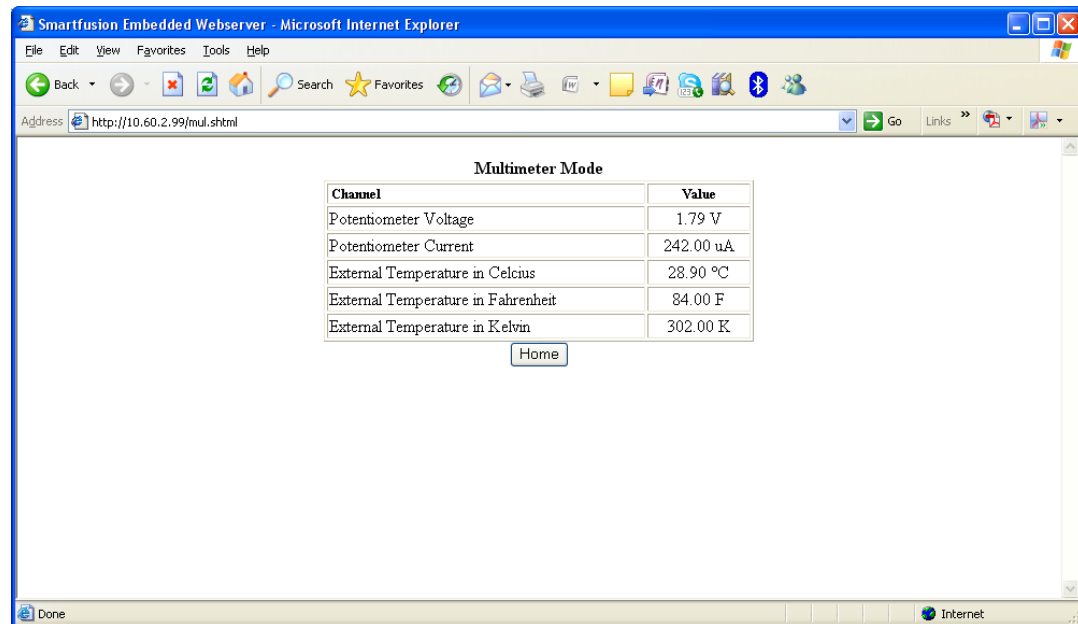 Smartfusion Embedded Webserver - Microsoft Internet Explorer
File Edit View Favorites Tools Help
Back Search Favorites
Address http://10.60.2.99/mul.shtml Go Links »
Multimeter Mode
Channel Value
Potentiometer Voltage 1.79 V
Potentiometer Current 242.00 uA
External Temperature in Celcius 28.90 °C
External Temperature in Fahrenheit 84.00 F
External Temperature in Kelvin 302.00 K
Home
Done Internet